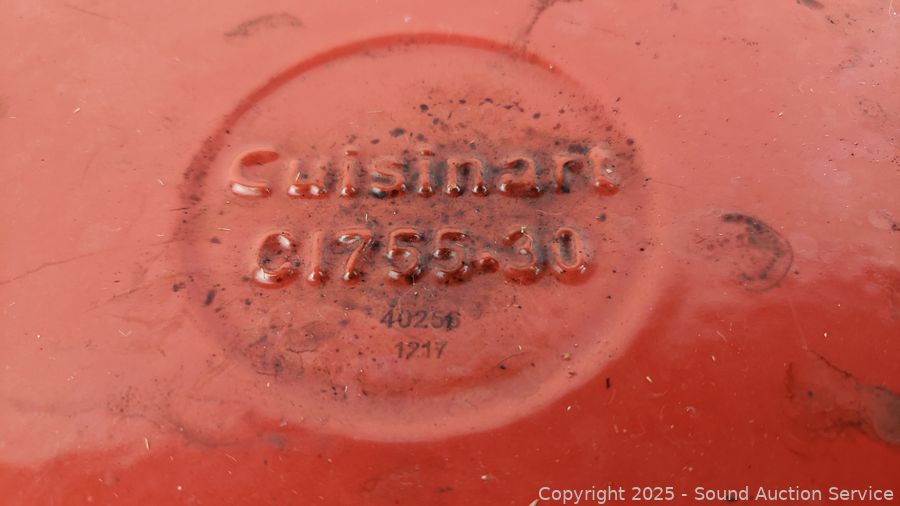 Cuisinart
CI755-30
40256
1217
Copyright 2025 - Sound Auction Service